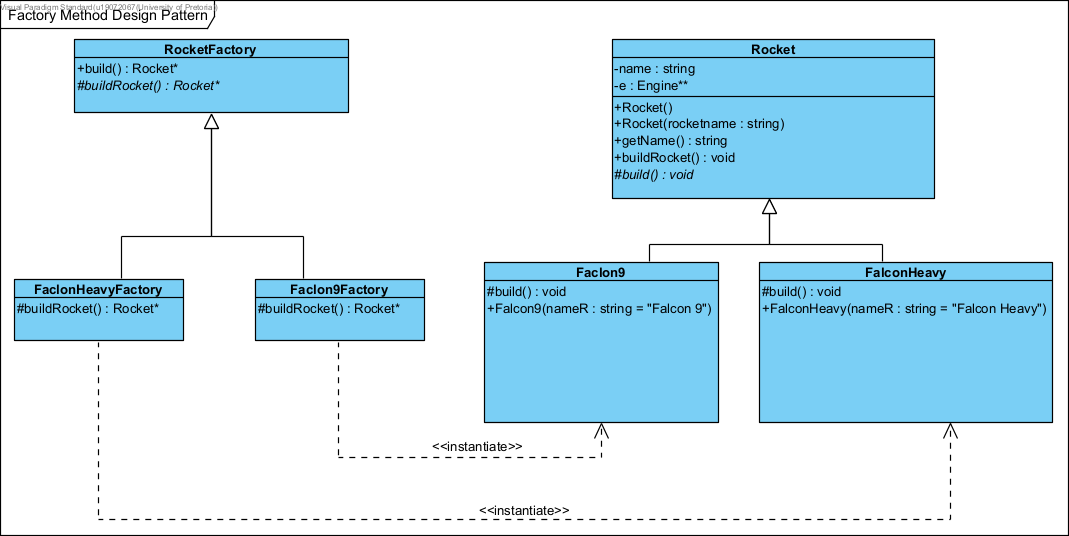 Visual Paradigm Standard(u19072067(University of Pretoria))
Factory Method Design Pattern
RocketFactory
+build() : Rocket*
#buildRocket() : Rocket*
Rocket
-name : string
-e : Engine**
+Rocket()
+Rocket(rocketname : string)
+getName() : string
+buildRocket() : void
#build() : void
FaclonHeavyFactory
#buildRocket() : Rocket*
Faclon9Factory
#buildRocket() : Rocket*
Faclon9
#build() : void
+Falcon9(nameR : string = "Falcon 9")
FalconHeavy
#build() : void
+FalconHeavy(nameR : string = "Falcon Heavy")
<<instantiate>>
<<instantiate>>